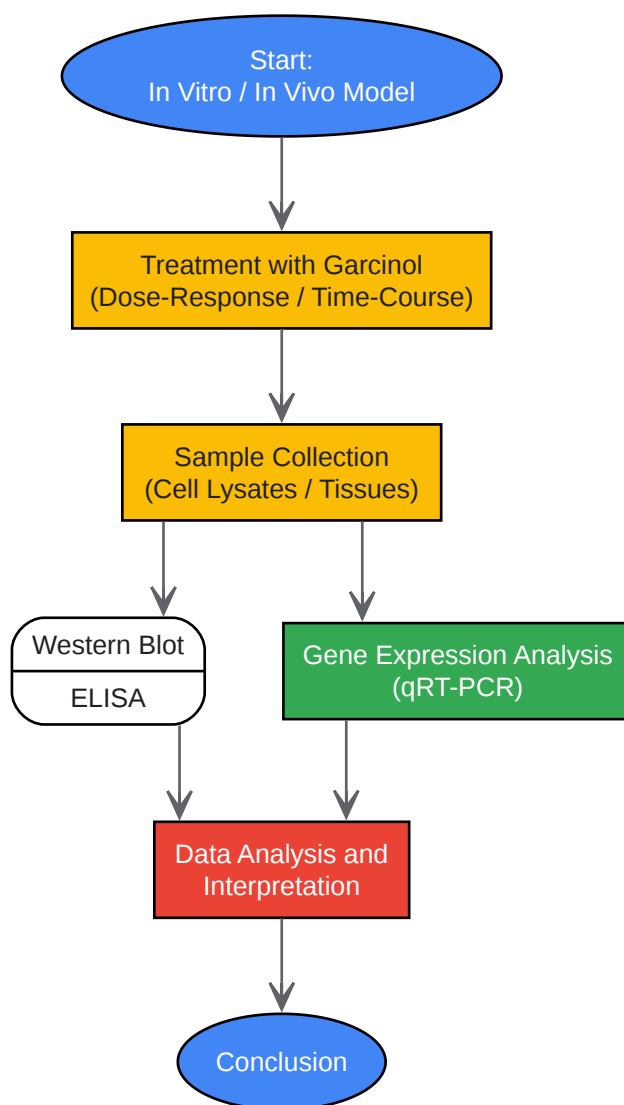 Start:
In Vitro / In Vivo Model
Treatment with Garcinol
(Dose-Response / Time-Course)
Sample Collection
(Cell Lysates / Tissues)
Western Blot
ELISA
Gene Expression Analysis
(qRT-PCR)
Data Analysis and
Interpretation
Conclusion